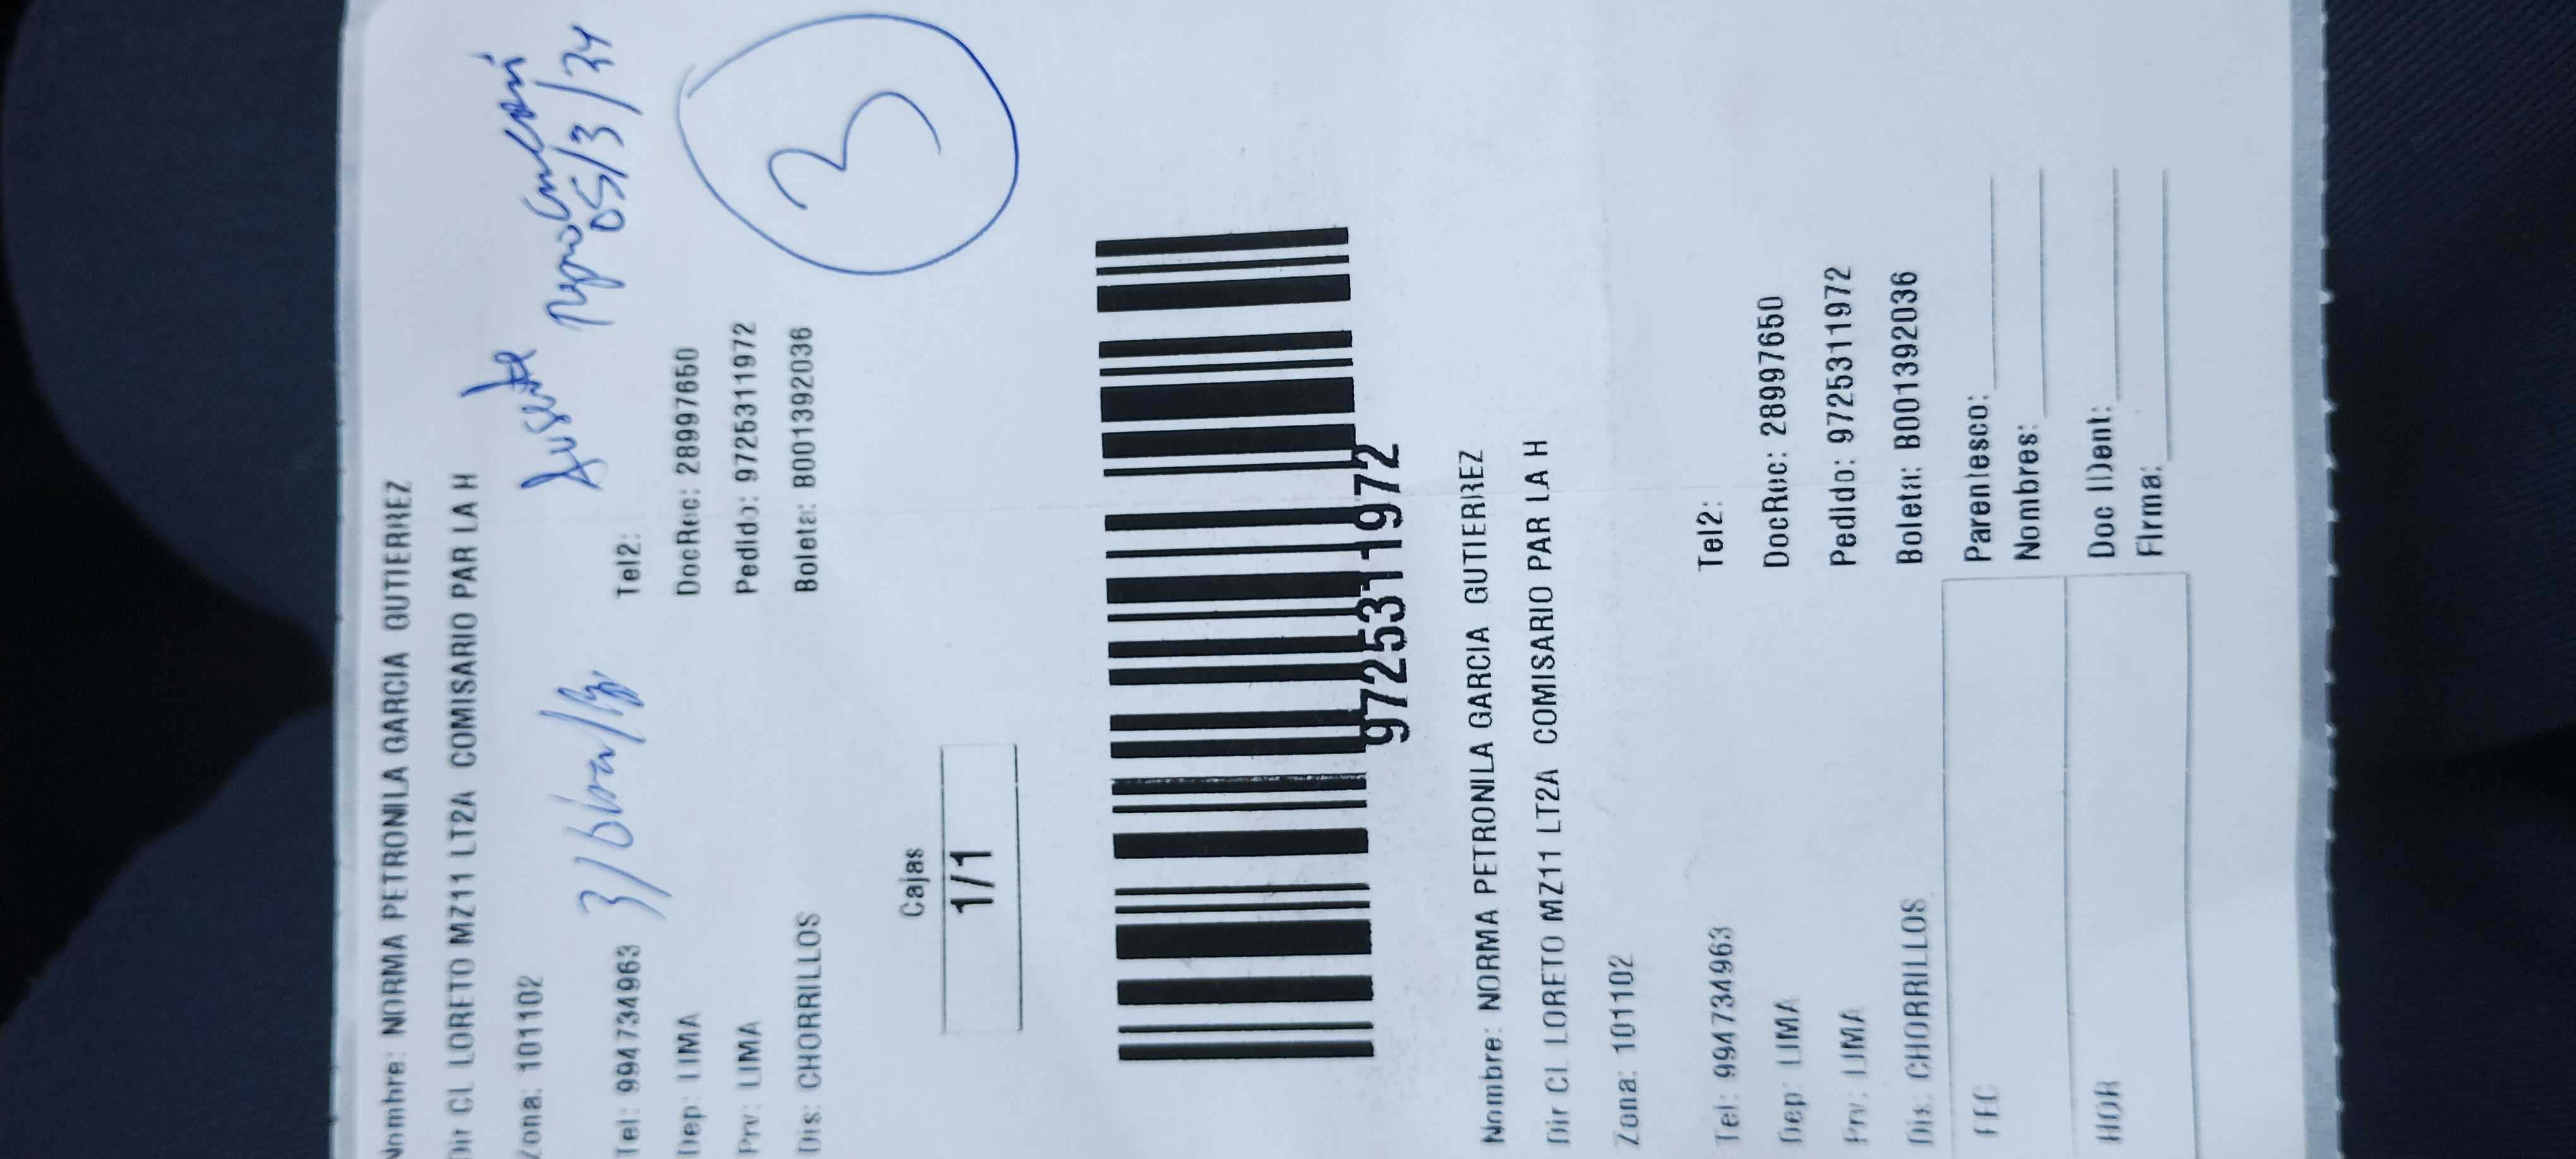 Nombre: NORMA PETRONILA GARCIA GUTIERREZ
Dir CL LORETO MZ11 LT2A COMISARIO PAR LA H
Zona: 101102
Ausente
05/3/24
Tel: 994734963 Tel2:
Dep: LIMA DocRec: 28997650
Prv: LIMA Pedido: 9725311972
Dis: CHORRILLOS Boleta: B001392036
3
Cajas
1/1
9725311972
Nombre: NORMA PETRONILA GARCIA GUTIERREZ
Dir CL LORETO MZ11 LT2A COMISARIO PAR LA H
Zona: 101102
Tel: 994734963 Tel2:
Dep: LIMA DocRec: 28997650
Prv: LIMA Pedido: 9725311972
Dis: CHORRILLOS Boleta: B001392036
FEC Parentesco:
Nombres:
HOR Doc IDent:
Firma: